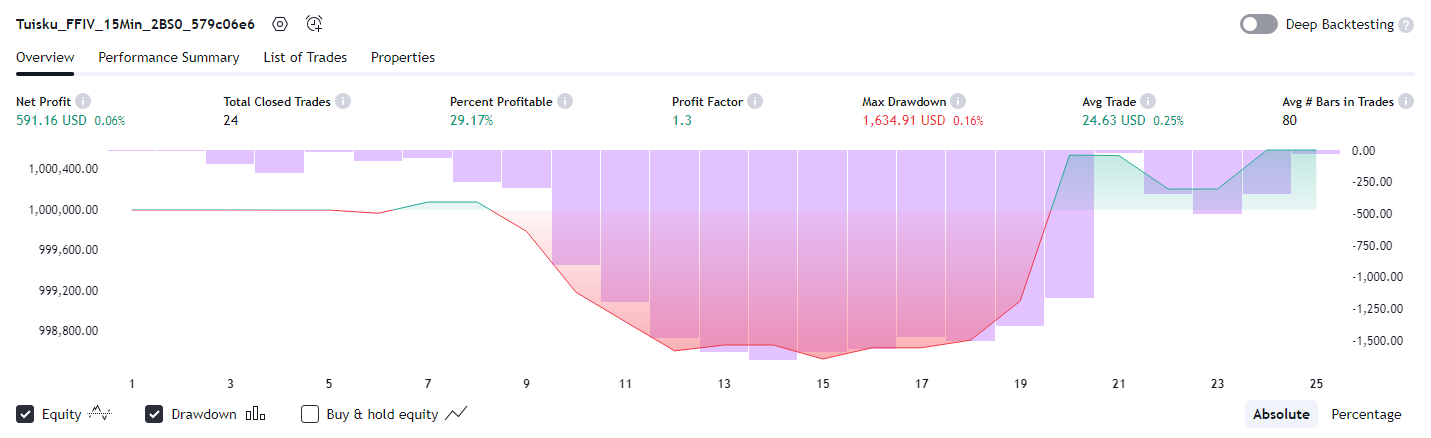 Tuisku_FFIV_15Min_2BS0_579c06e6 Deep Backtesting ?
Overview Performance Summary List of Trades Properties
Net Profit Total Closed Trades Percent Profitable Profit Factor Max Drawdown Avg Trade Avg # Bars in Trades
591.16 USD 0.06% 24 29.17% 1.3 1,634.91 USD 0.16% 24.63 USD 0.25% 80
0.00
1,000,400.00
-250.00
1,000,000.00
-500.00
-750.00
999,600.00
-1,000.00
999,200.00
-1,250.00
998,800.00
-1,500.00
1 3 5 7 9 11 13 15 17 19 21 23 25
Equity Drawdown Buy & hold equity Absolute Percentage